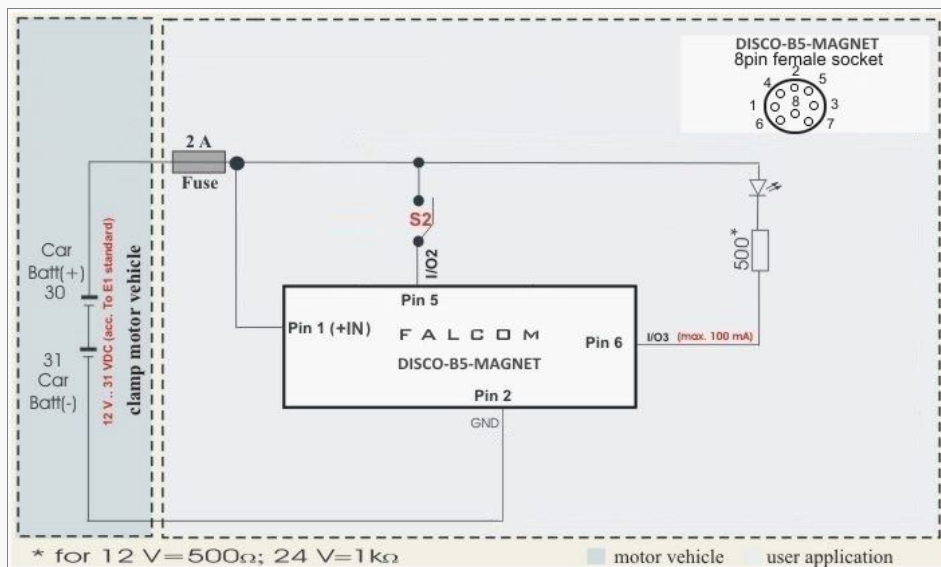 DISCO-B5-MAGNET
8pin female socket
2
4 5
1 8 3
6 7
2 A
Fuse
S2
I/O2
500*
Car
Batt(+)
30
31
Car
Batt(-)
12 V .. 31 VDC (acc. To E1 standard)
clamp motor vehicle
Pin 5
Pin 1 (+IN)
FALCOM
DISCO-B5-MAGNET
Pin 6
I/O3 (max. 100 mA)
Pin 2
GND
* for 12 V=500Ω; 24 V=1kΩ
motor vehicle user application